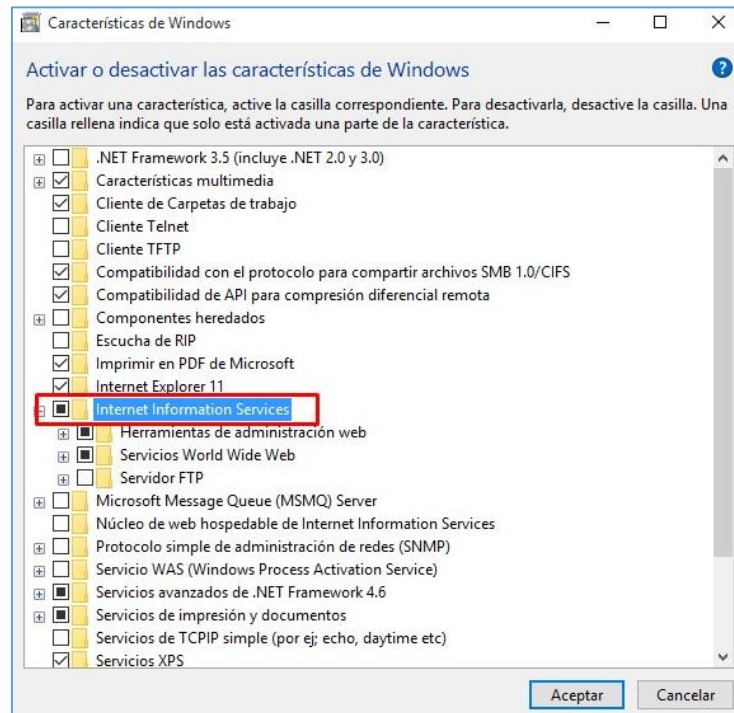 Características de Windows
Activar o desactivar las características de Windows
Para activar una característica, active la casilla correspondiente. Para desactivarla, desactive la casilla. Una
casilla rellena indica que solo está activada una parte de la característica.
.NET Framework 3.5 (incluye .NET 2.0 y 3.0)
Características multimedia
Cliente de Carpetas de trabajo
Cliente Telnet
Cliente TFTP
Compatibilidad con el protocolo para compartir archivos SMB 1.0/CIFS
Compatibilidad de API para compresión diferencial remota
Componentes heredados
Escucha de RIP
Imprimir en PDF de Microsoft
Internet Explorer 11
Internet Information Services
Herramientas de administración web
Servicios World Wide Web
Servidor FTP
Microsoft Message Queue (MSMQ) Server
Núcleo de web hospedable de Internet Information Services
Protocolo simple de administración de redes (SNMP)
Servicio WAS (Windows Process Activation Service)
Servicios avanzados de .NET Framework 4.6
Servicios de impresión y documentos
Servicios de TCPIP simple (por ej; echo, daytime etc)
Servicios XPS
Aceptar Cancelar